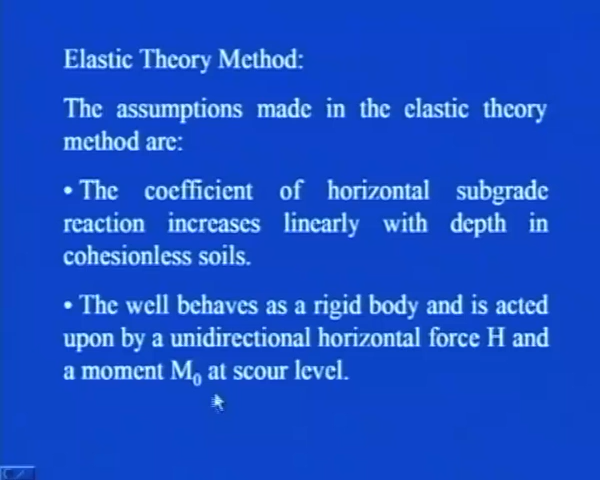 Elastic Theory Method:
The assumptions made in the elastic theory
method are:
• The coefficient of horizontal subgrade
reaction increases linearly with depth in
cohesionless soils.
• The well behaves as a rigid body and is acted
upon by a unidirectional horizontal force H and
a moment M₀ at scour level.